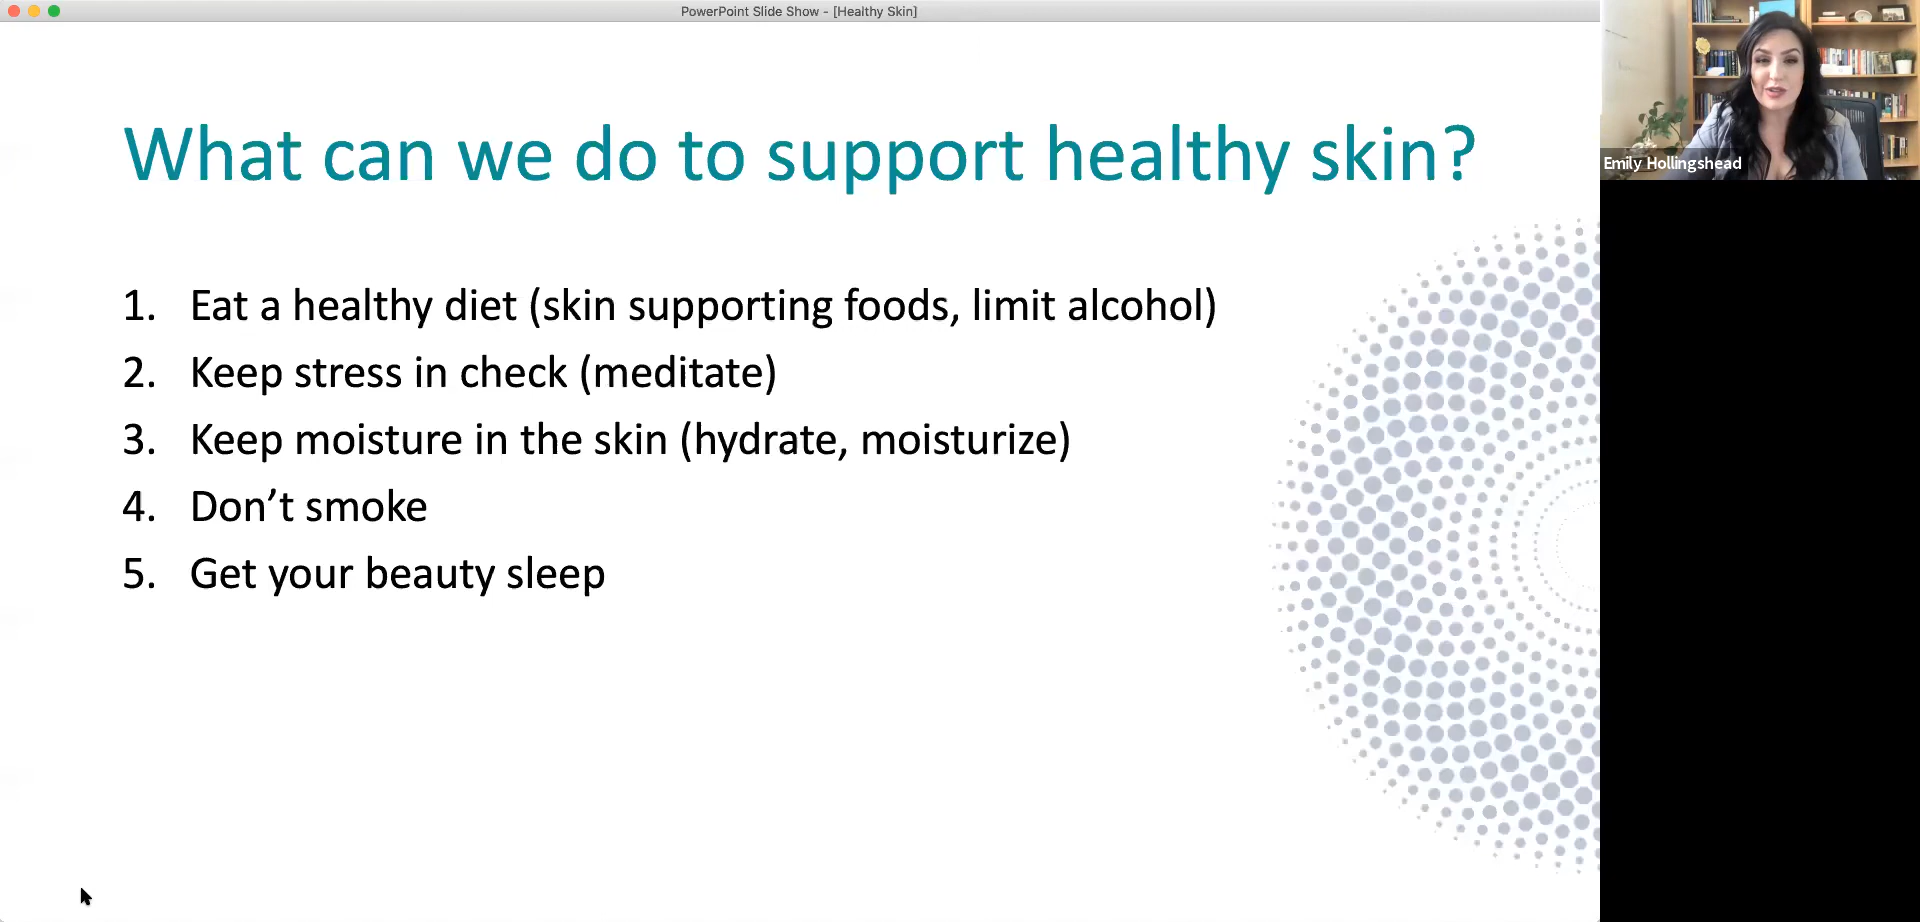 PowerPoint Slide Show - [Healthy Skin]
What can we do to support healthy skin?
1. Eat a healthy diet (skin supporting foods, limit alcohol)
2. Keep stress in check (meditate)
3. Keep moisture in the skin (hydrate, moisturize)
4. Don’t smoke
5. Get your beauty sleep
Emily Hollingshead